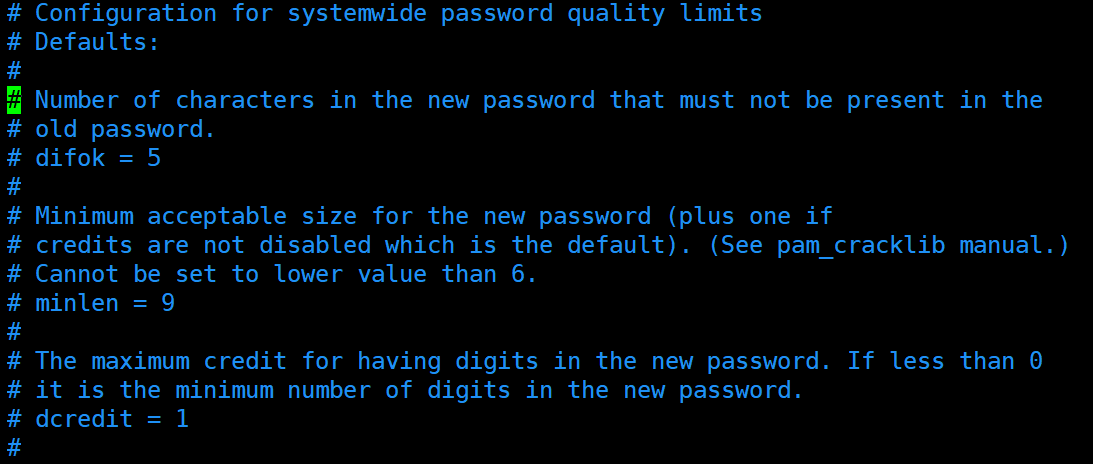 # Configuration for systemwide password quality limits
# Defaults:
#
# Number of characters in the new password that must not be present in the
# old password.
# difok = 5
#
# Minimum acceptable size for the new password (plus one if
# credits are not disabled which is the default). (See pam_cracklib manual.)
# Cannot be set to lower value than 6.
# minlen = 9
#
# The maximum credit for having digits in the new password. If less than 0
# it is the minimum number of digits in the new password.
# dcredit = 1
#